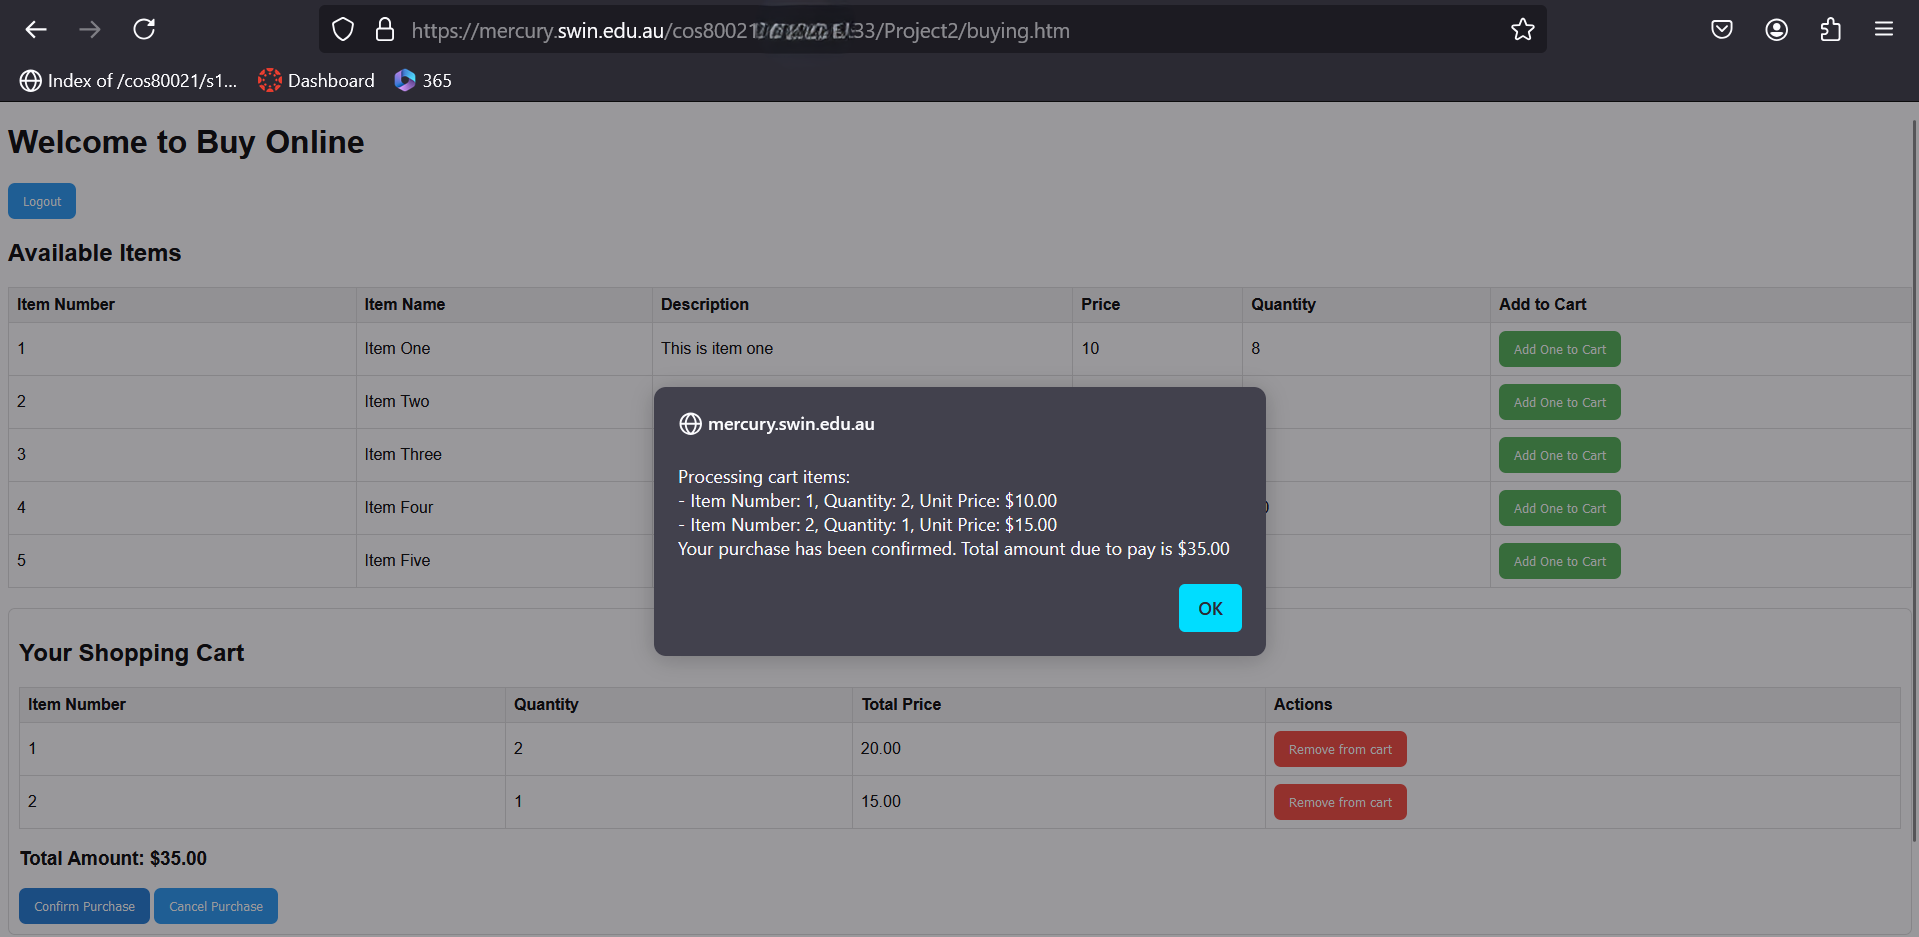 https://mercury.swin.edu.au/cos80021/ 33/Project2/buying.htm
Index of /cos80021/s1... Dashboard 365
Welcome to Buy Online
Logout
Available Items
Item Number Item Name Description Price Quantity Add to Cart
1 Item One This is item one 10 8 Add One to Cart
2 Item Two Add One to Cart
3 Item Three Add One to Cart
4 Item Four Add One to Cart
5 Item Five Add One to Cart
mercury.swin.edu.au
Processing cart items:
- Item Number: 1, Quantity: 2, Unit Price: $10.00
- Item Number: 2, Quantity: 1, Unit Price: $15.00
Your purchase has been confirmed. Total amount due to pay is $35.00
OK
Your Shopping Cart
Item Number Quantity Total Price Actions
1 2 20.00 Remove from cart
2 1 15.00 Remove from cart
Total Amount: $35.00
Confirm Purchase Cancel Purchase